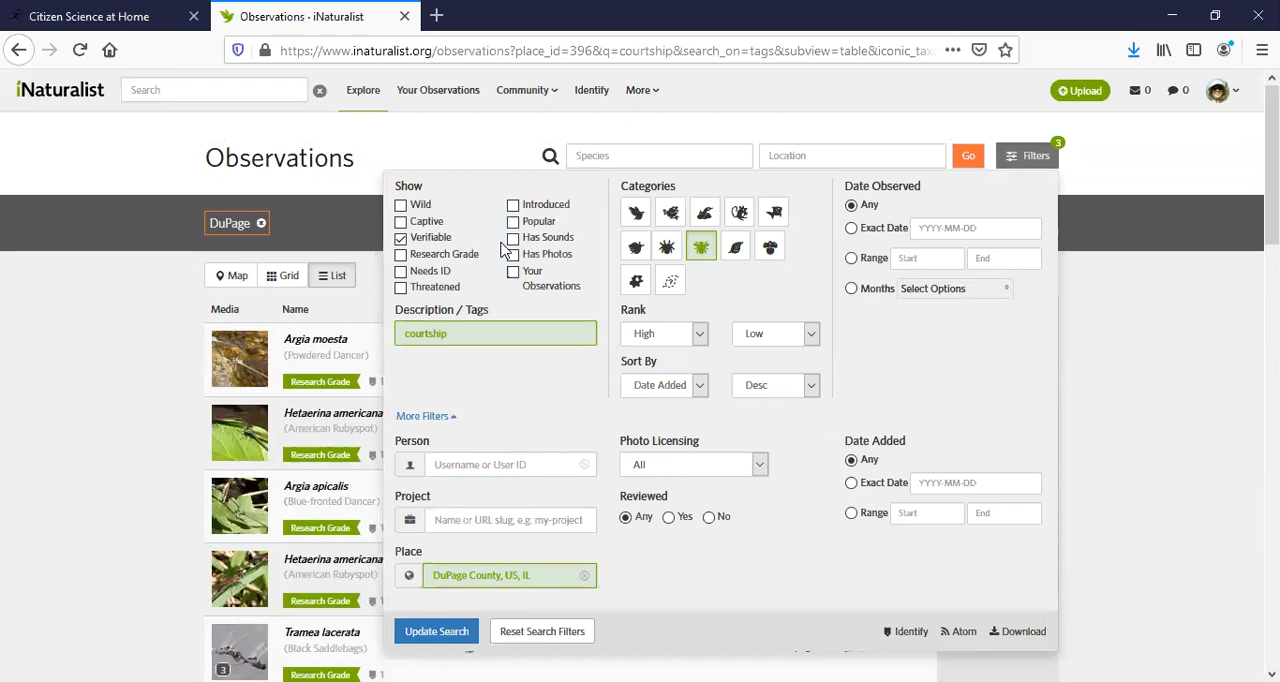 Citizen Science at Home
Observations · iNaturalist
https://www.inaturalist.org/observations?place_id=396&q=courtship&search_on=tags&subview=table&iconic_tax
iNaturalist
Search
Explore
Your Observations
Community
Identify
More
Upload
0
0
Observations
Species
Location
Go
Filters
3
DuPage
Map
Grid
List
Media
Name
Argia moesta
(Powdered Dancer)
Research Grade
1
Hetaerina americana
(American Rubyspot)
Research Grade
1
Argia apicalis
(Blue-fronted Dancer)
Research Grade
1
Hetaerina americana
(American Rubyspot)
Research Grade
1
3
Tramea lacerata
(Black Saddlebags)
Research Grade
1
Show
Wild
Captive
Verifiable
Research Grade
Needs ID
Threatened
Introduced
Popular
Has Sounds
Has Photos
Your
Observations
Description / Tags
courtship
Categories
Rank
High
Low
Sort By
Date Added
Desc
Date Observed
Any
Exact Date
YYYY-MM-DD
Range
Start
End
Months
Select Options
More Filters
Person
Username or User ID
Project
Name or URL slug, e.g. my-project
Place
DuPage County, US, IL
Photo Licensing
All
Reviewed
Any
Yes
No
Date Added
Any
Exact Date
YYYY-MM-DD
Range
Start
End
Update Search
Reset Search Filters
Identify
Atom
Download